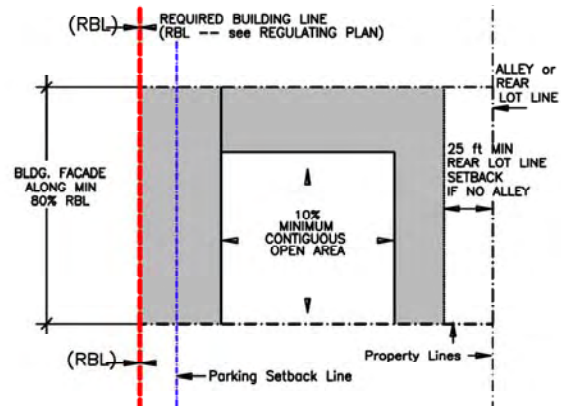 (RBL)
REQUIRED BUILDING LINE
(RBL -- see REGULATING PLAN)
ALLEY or
REAR
LOT LINE
25 ft MIN
REAR LOT LINE
SETBACK
IF NO ALLEY
BLDG. FACADE
ALONG MIN
80% RBL
10%
MINIMUM
CONTIGUOUS
OPEN AREA
(RBL)
Property Lines
Parking Setback Line